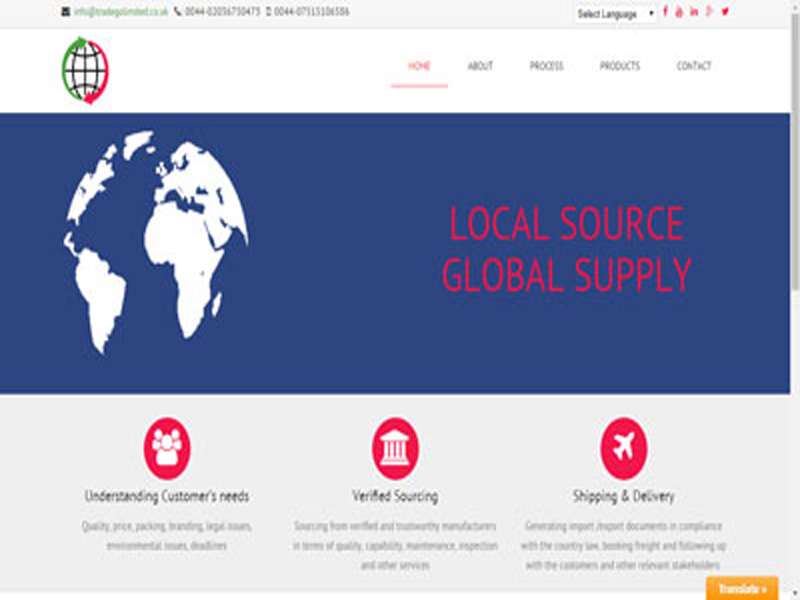 info@tradegolimited.co.uk 0044-02036730473 0044-07515106586 Select Language
HOME ABOUT PROCESS PRODUCTS CONTACT
LOCAL SOURCE
GLOBAL SUPPLY
Understanding Customer's needs
Quality, price, packing, branding, legal issues,
environmental issues, deadlines
Verified Sourcing
Sourcing from verified and trustworthy manufacturers
in terms of quality, capability, maintenance, inspection
and other services
Shipping & Delivery
Generating import /export documents in compliance
with the country law, booking freight and following up
with the customers and other relevant stakeholders
Translate »